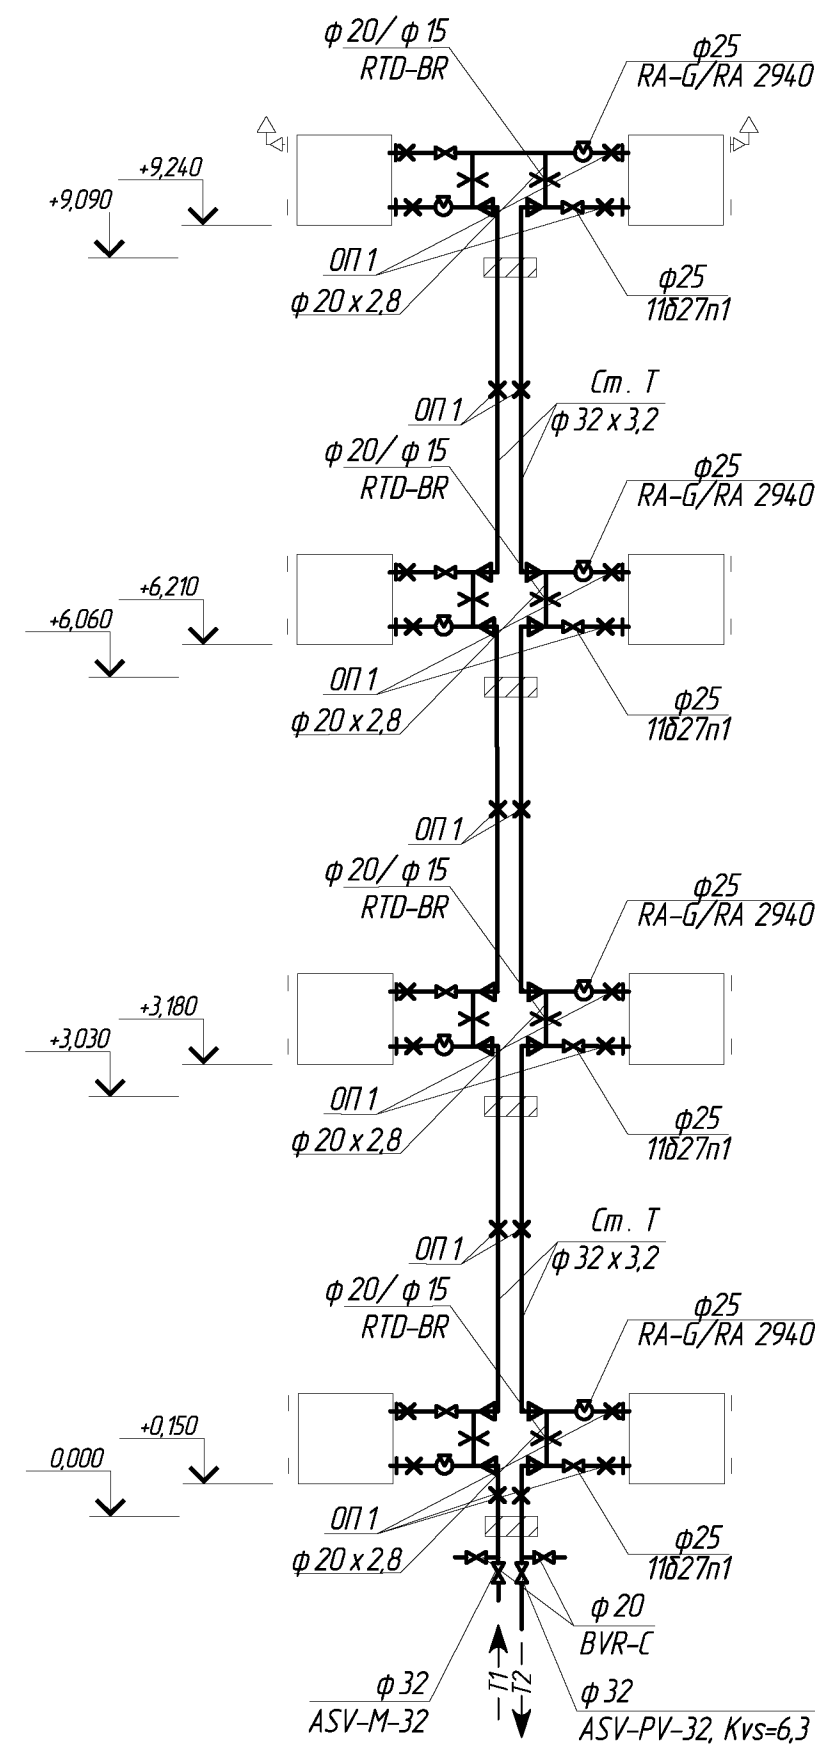 ф 20/ ф 15
RTD-BR
ф25
RA-G/RA 2940
+9,240
+9,090
ОП 1
ф 20 х 2,8
ф25
11б27п1
Ст. Т
ф 32 х 3,2
ОП 1
ф 20/ ф 15
RTD-BR
ф25
RA-G/RA 2940
+6,210
+6,060
ОП 1
ф 20 х 2,8
ф25
11б27п1
ОП 1
ф 20/ ф 15
RTD-BR
ф25
RA-G/RA 2940
+3,180
+3,030
ОП 1
ф 20 х 2,8
ф25
11б27п1
Ст. Т
ф 32 х 3,2
ОП 1
ф 20/ ф 15
RTD-BR
ф25
RA-G/RA 2940
+0,150
0,000
ОП 1
ф 20 х 2,8
ф25
11б27п1
ф 20
BVR-C
Т1
Т2
ф 32
ASV-M-32
ф 32
ASV-PV-32, Kvs=6,3